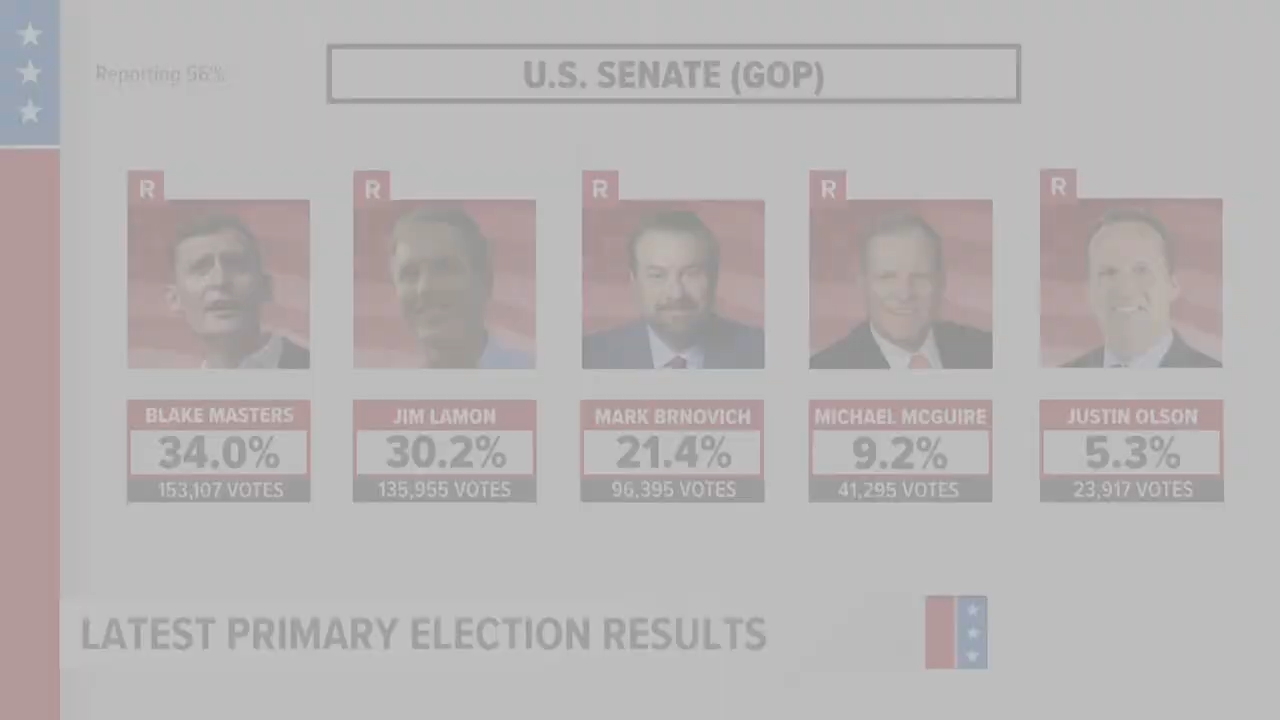 Reporting 56%
U.S. SENATE (GOP)
R R R R R
BLAKE MASTERS
34.0%
153,107 VOTES
JIM LAMON
30.2%
135,955 VOTES
MARK BRNOVICH
21.4%
96,395 VOTES
MICHAEL MCGUIRE
9.2%
41,295 VOTES
JUSTIN OLSON
5.3%
23,917 VOTES
LATEST PRIMARY ELECTION RESULTS